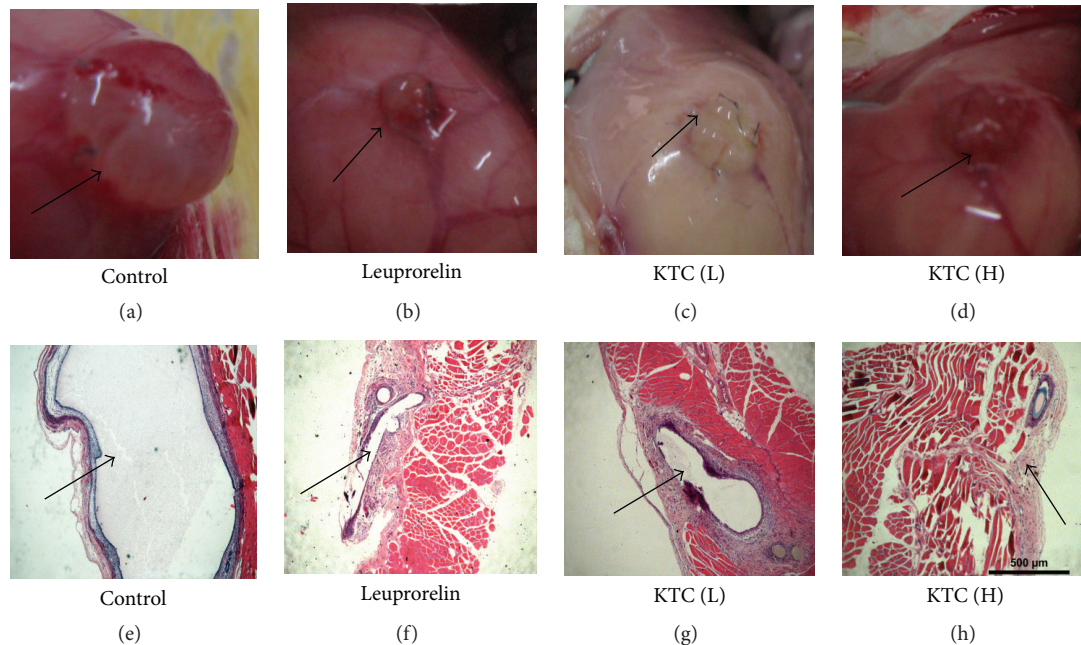 Control
Leuprorelin
KTC (L)
KTC (H)
(a)
(b)
(c)
(d)
500 μm
Control
Leuprorelin
KTC (L)
KTC (H)
(e)
(f)
(g)
(h)